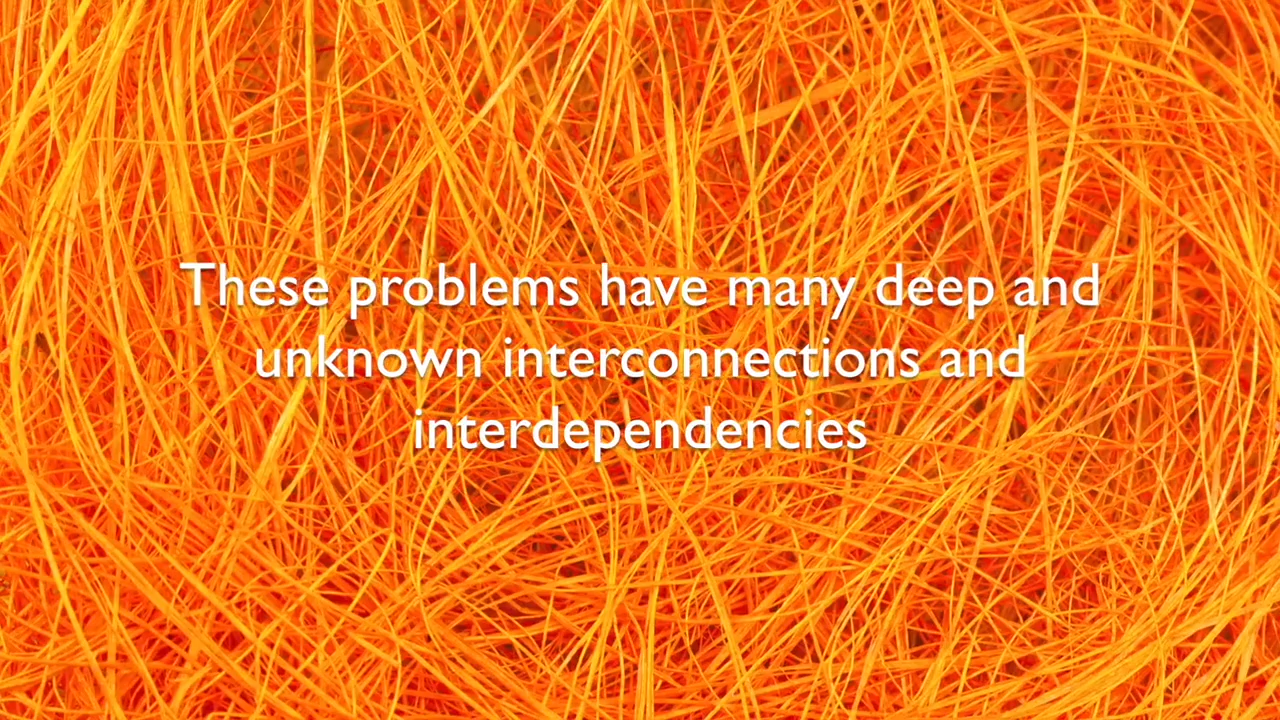 These problems have many deep and
unknown interconnections and
interdependencies